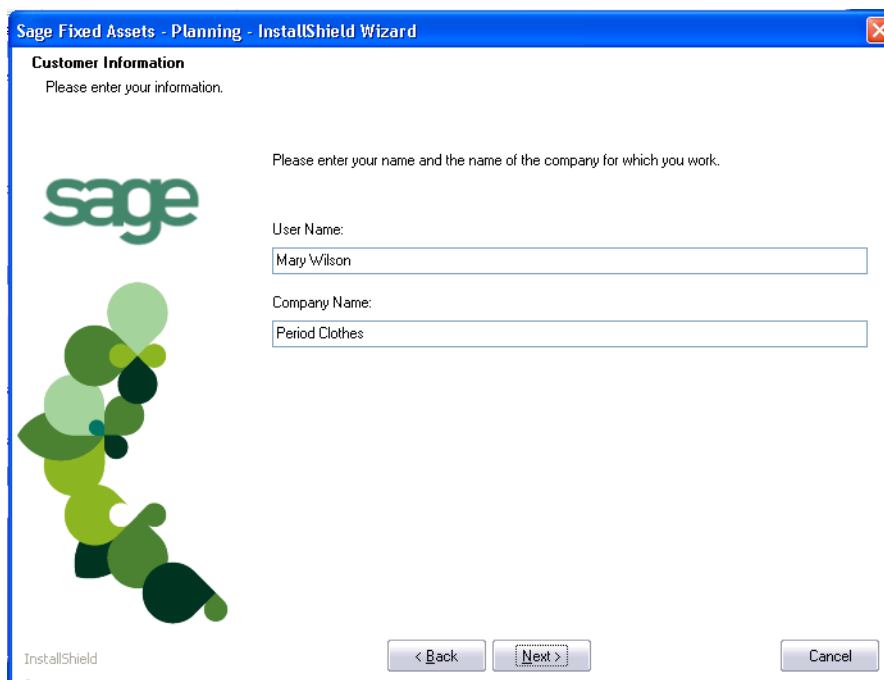 Sage Fixed Assets - Planning - InstallShield Wizard
Customer Information
Please enter your information.
Please enter your name and the name of the company for which you work.
sage
User Name:
Mary Wilson
Company Name:
Period Clothes
InstallShield
< Back
Next >
Cancel